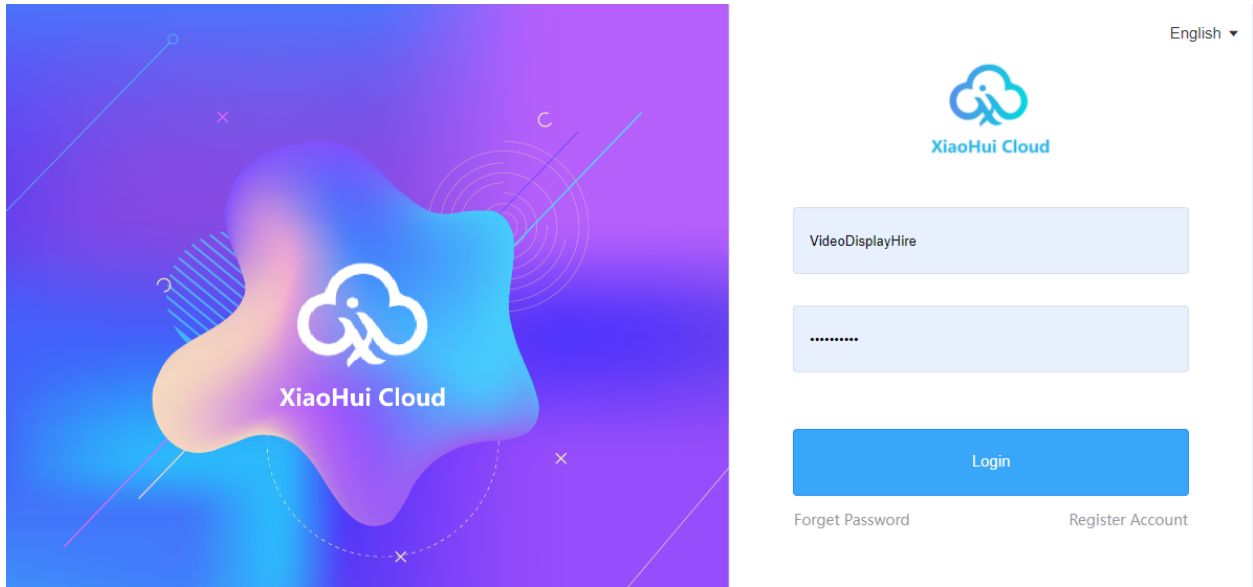 English
XiaoHui Cloud
XiaoHui Cloud
VideoDisplayHire
••••••••••
Login
Forget Password
Register Account